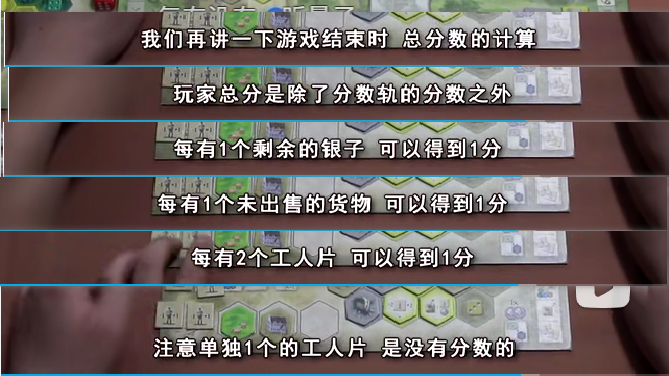 我们再讲一下游戏结束时 总分数的计算
玩家总分是除了分数轨的分数之外
每有1个剩余的银子 可以得到1分
每有1个未出售的货物 可以得到1分
每有2个工人片 可以得到1分
注意单独1个的工人片 是没有分数的